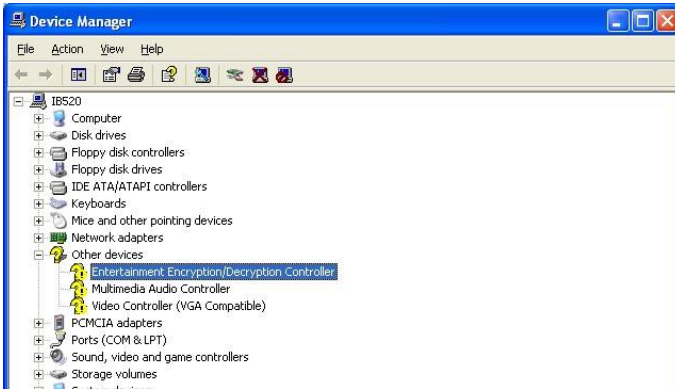 Device Manager
File Action View Help
IB520
Computer
Disk drives
Floppy disk controllers
Floppy disk drives
IDE ATA/ATAPI controllers
Keyboards
Mice and other pointing devices
Network adapters
Other devices
Entertainment Encryption/Decryption Controller
Multimedia Audio Controller
Video Controller (VGA Compatible)
PCMCIA adapters
Ports (COM & LPT)
Sound, video and game controllers
Storage volumes
System devices